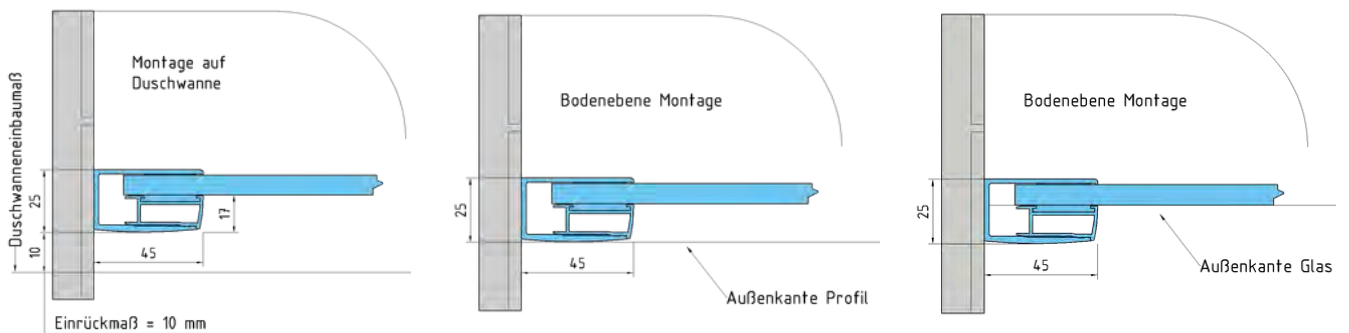 Duschwanneneinbaumaß
Montage auf
Duschwanne
25
10
17
45
Einrückmaß = 10 mm
Bodenebene Montage
25
45
Außenkante Profil
Bodenebene Montage
25
45
Außenkante Glas